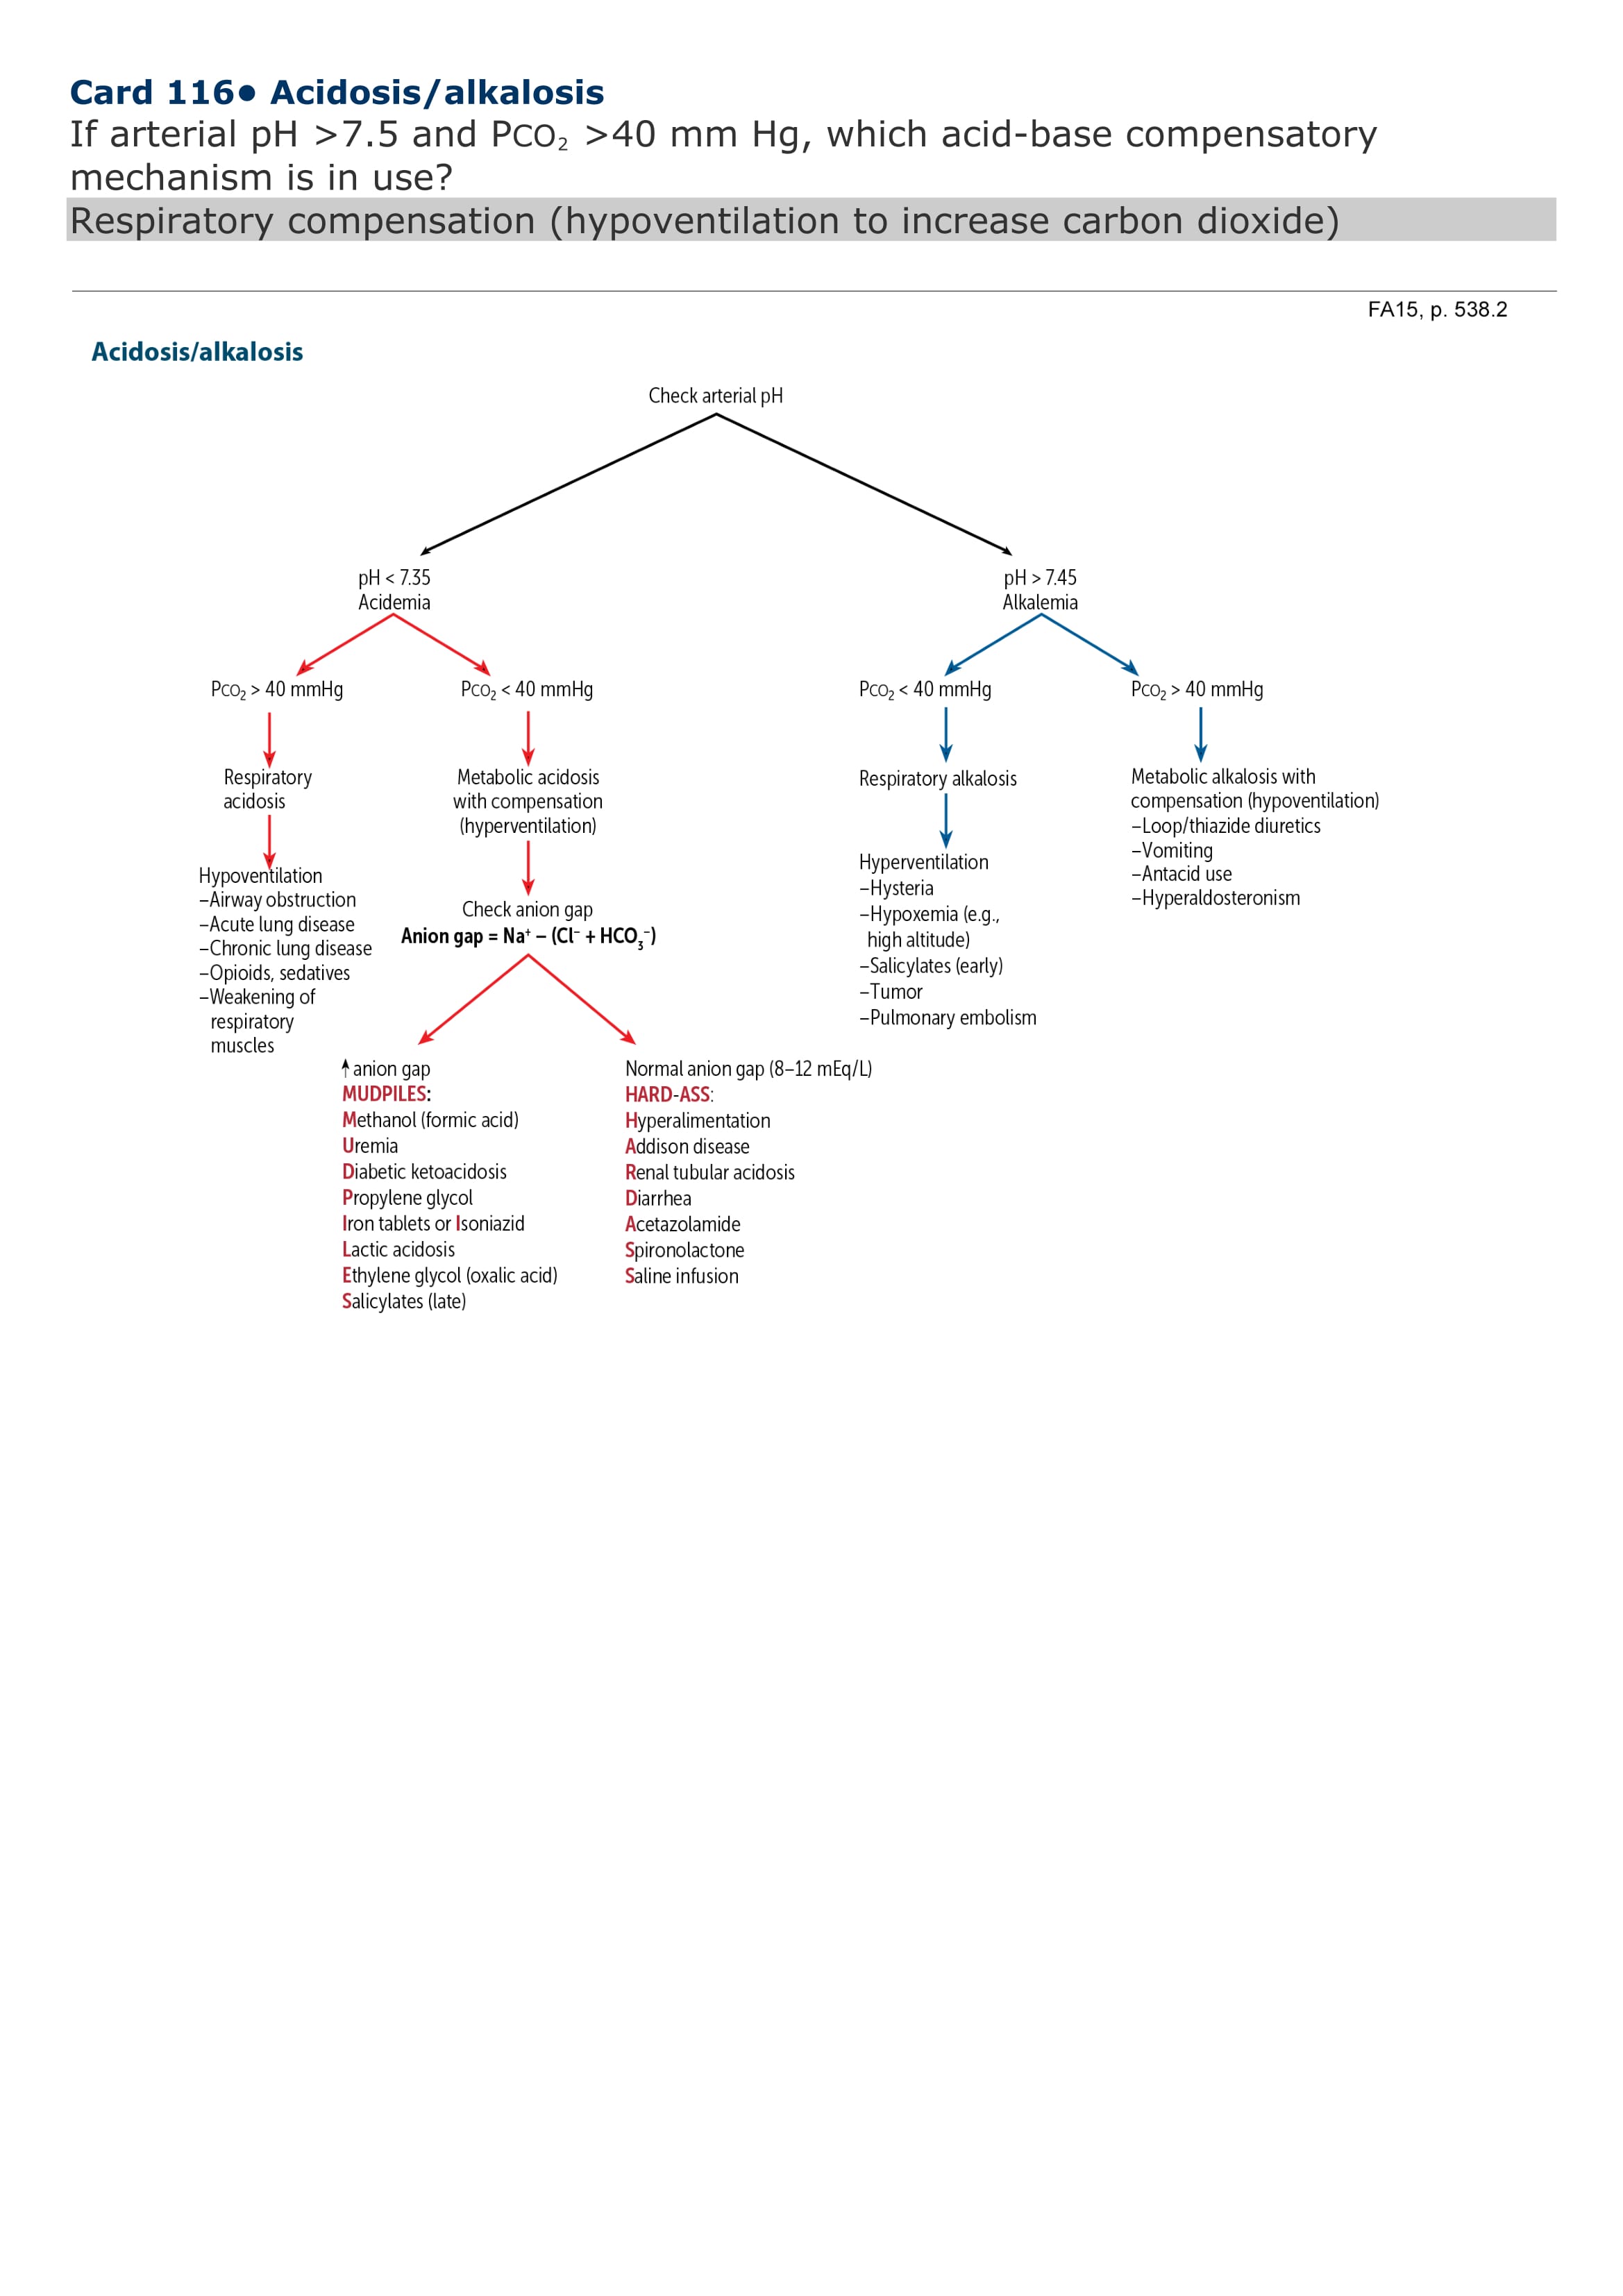 Card 116• Acidosis/alkalosis
If arterial pH >7.5 and PCO₂ >40 mm Hg, which acid-base compensatory
mechanism is in use?
Respiratory compensation (hypoventilation to increase carbon dioxide)
FA15, p. 538.2
Acidosis/alkalosis
Check arterial pH
pH < 7.35
Acidemia
pH > 7.45
Alkalemia
PCO₂ > 40 mmHg
Respiratory
acidosis
Hypoventilation
–Airway obstruction
–Acute lung disease
–Chronic lung disease
–Opioids, sedatives
–Weakening of
respiratory
muscles
PCO₂ < 40 mmHg
Metabolic acidosis
with compensation
(hyperventilation)
Check anion gap
Anion gap = Na⁺ – (Cl⁻ + HCO₃⁻)
↑ anion gap
MUDPILES:
Methanol (formic acid)
Uremia
Diabetic ketoacidosis
Propylene glycol
Iron tablets or Isoniazid
Lactic acidosis
Ethylene glycol (oxalic acid)
Salicylates (late)
Normal anion gap (8–12 mEq/L)
HARD-ASS:
Hyperalimentation
Addison disease
Renal tubular acidosis
Diarrhea
Acetazolamide
Spironolactone
Saline infusion
PCO₂ < 40 mmHg
Respiratory alkalosis
Hyperventilation
–Hysteria
–Hypoxemia (e.g.,
high altitude)
–Salicylates (early)
–Tumor
–Pulmonary embolism
PCO₂ > 40 mmHg
Metabolic alkalosis with
compensation (hypoventilation)
–Loop/thiazide diuretics
–Vomiting
–Antacid use
–Hyperaldosteronism